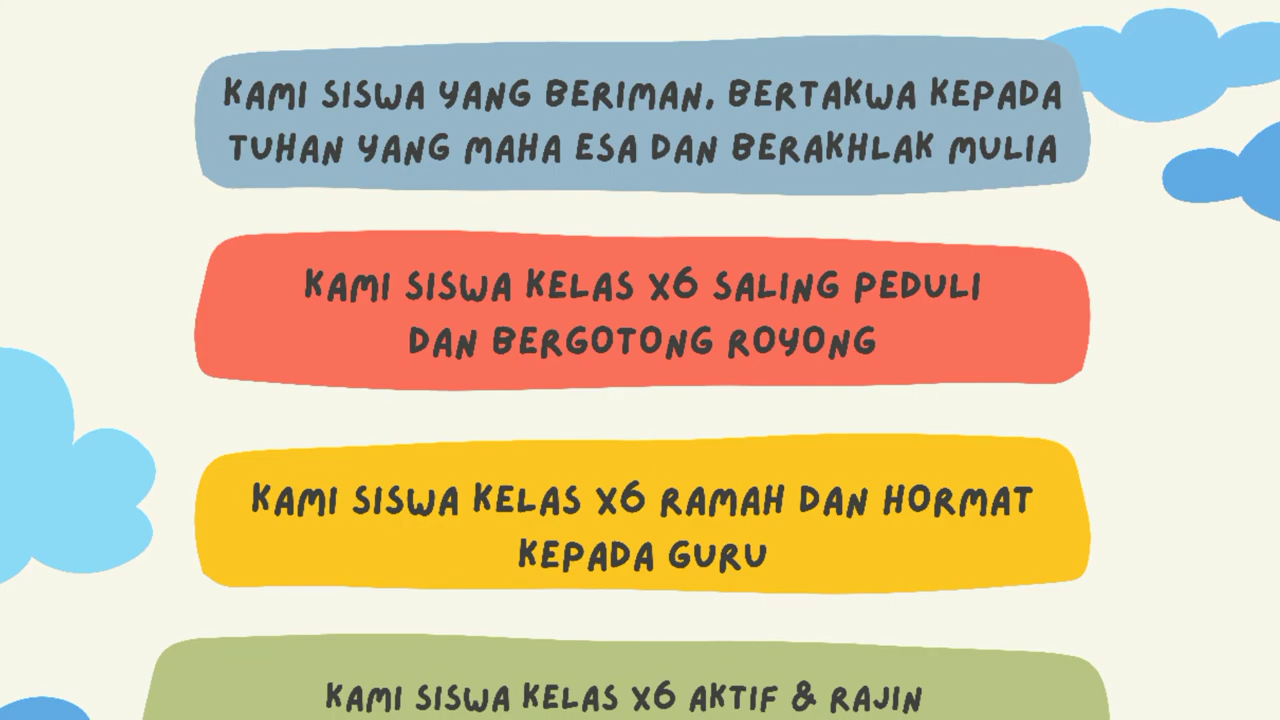 KAMI SISWA YANG BERIMAN, BERTAKWA KEPADA
TUHAN YANG MAHA ESA DAN BERAKHLAK MULIA
KAMI SISWA KELAS X6 SALING PEDULI
DAN BERGOTONG ROYONG
KAMI SISWA KELAS X6 RAMAH DAN HORMAT
KEPADA GURU
KAMI SISWA KELAS X6 AKTIF & RAJIN